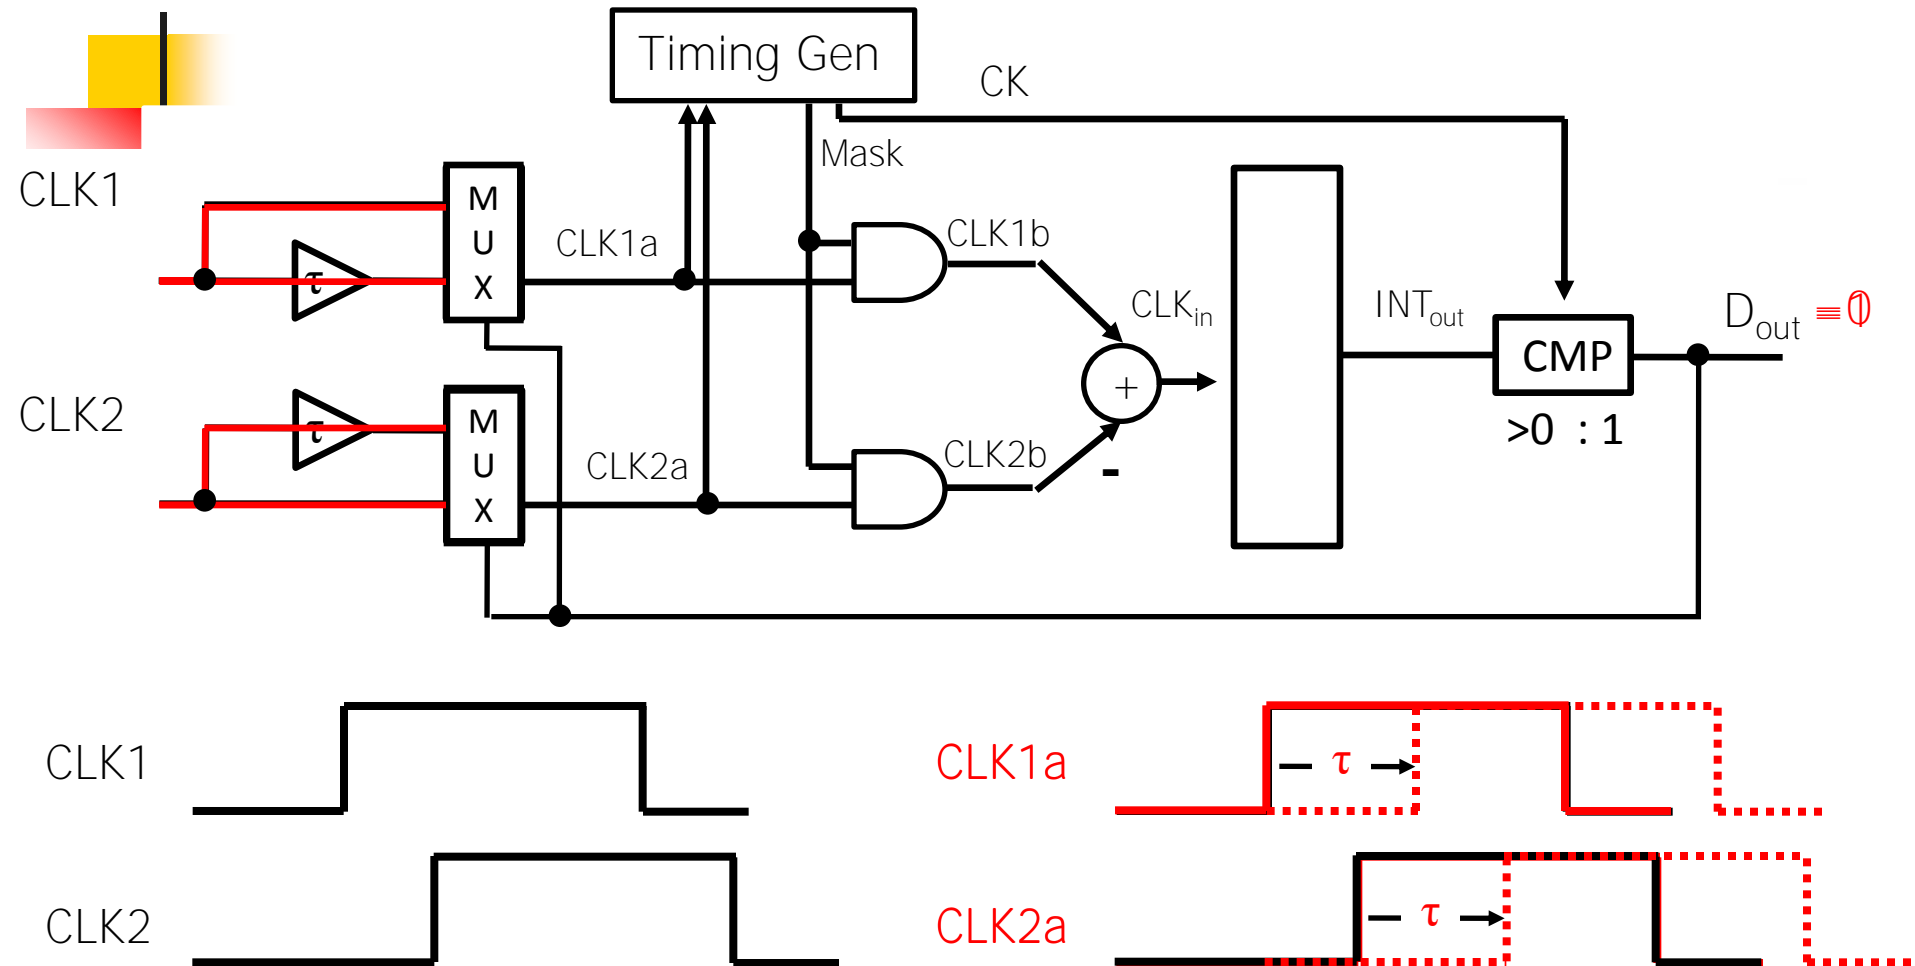 Timing Gen
CK
Mask
CLK1
M
U
X
CLK1a
CLK1b
τ
CLKin
INTout
CMP
Dout
>0 : 1
+
-
CLK2
M
U
X
CLK2a
CLK2b
τ
CLK1
CLK1a
τ
CLK2
CLK2a
τ